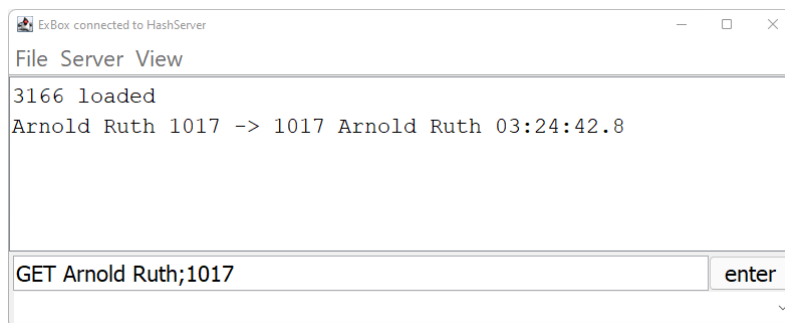 ExBox connected to HashServer
File Server View
3166 loaded
Arnold Ruth 1017 -> 1017 Arnold Ruth 03:24:42.8
GET Arnold Ruth;1017 enter